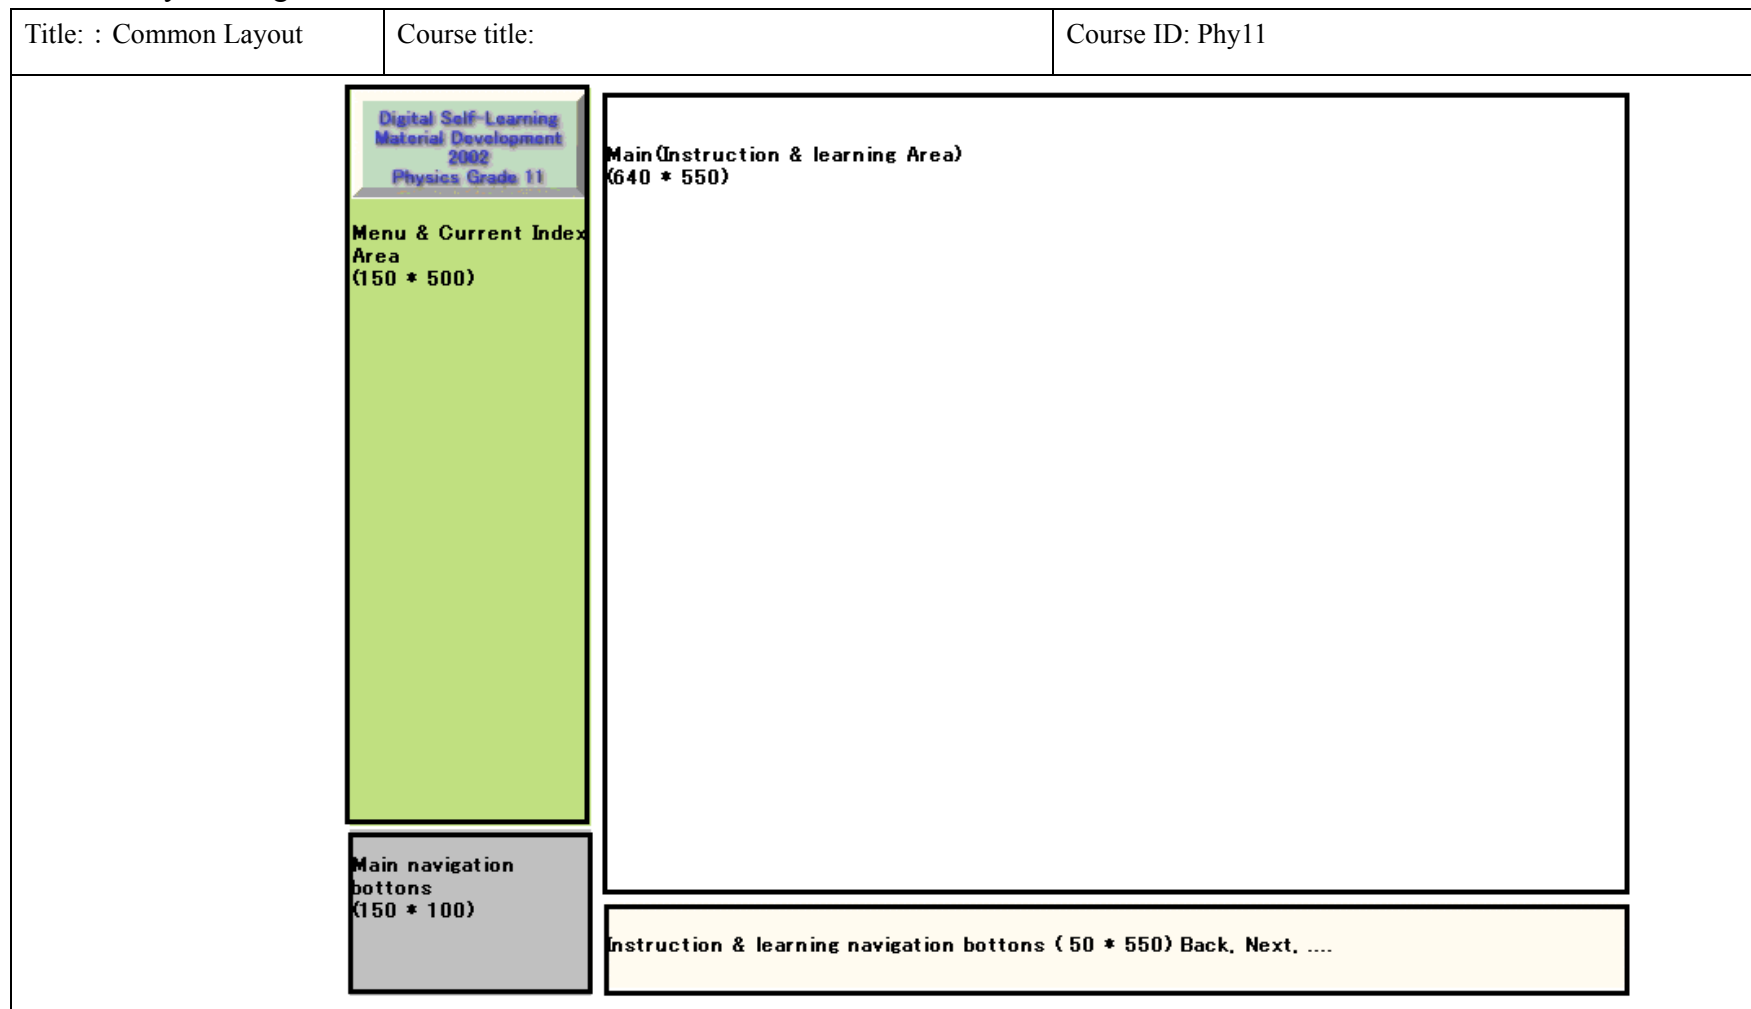 Title: : Common Layout
Course title:
Course ID: Phy11
Digital Self-Learning
Material Development
2002
Physics Grade 11
Menu & Current Index
Area
(150 * 500)
Main(Instruction & learning Area)
(640 * 550)
Main navigation
bottons
(150 * 100)
Instruction & learning navigation bottons ( 50 * 550) Back, Next, ....